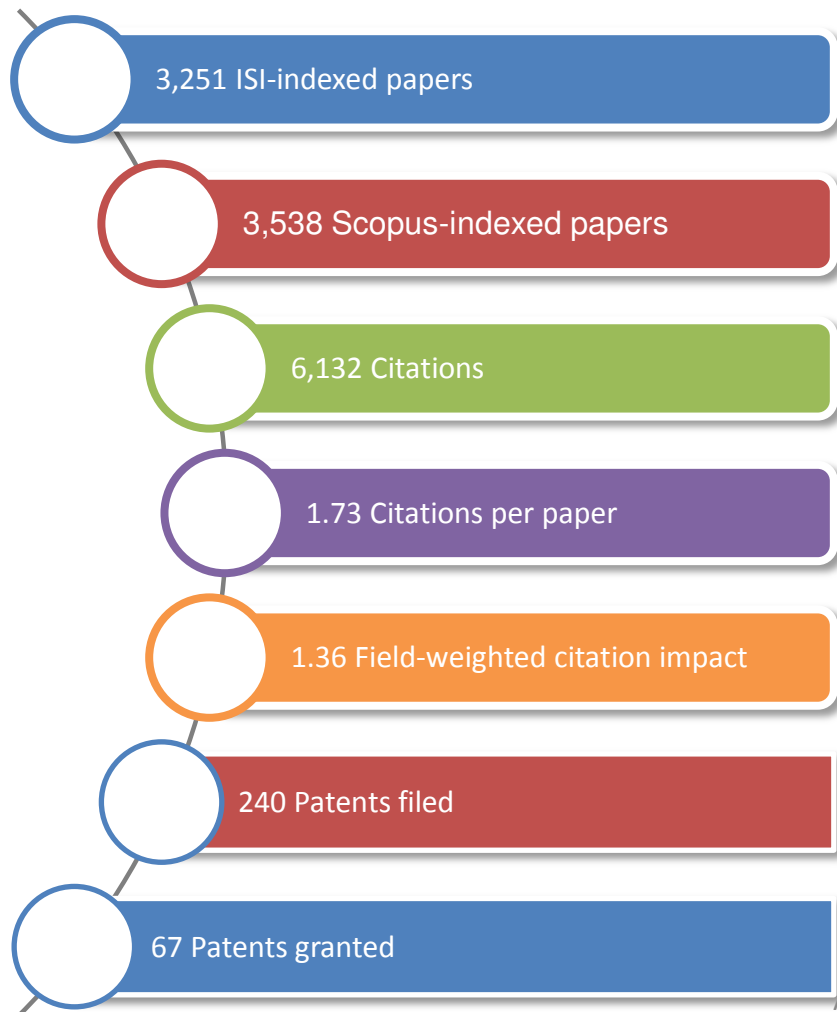 3,251 ISI-indexed papers
3,538 Scopus-indexed papers
6,132 Citations
1.73 Citations per paper
1.36 Field-weighted citation impact
240 Patents filed
67 Patents granted